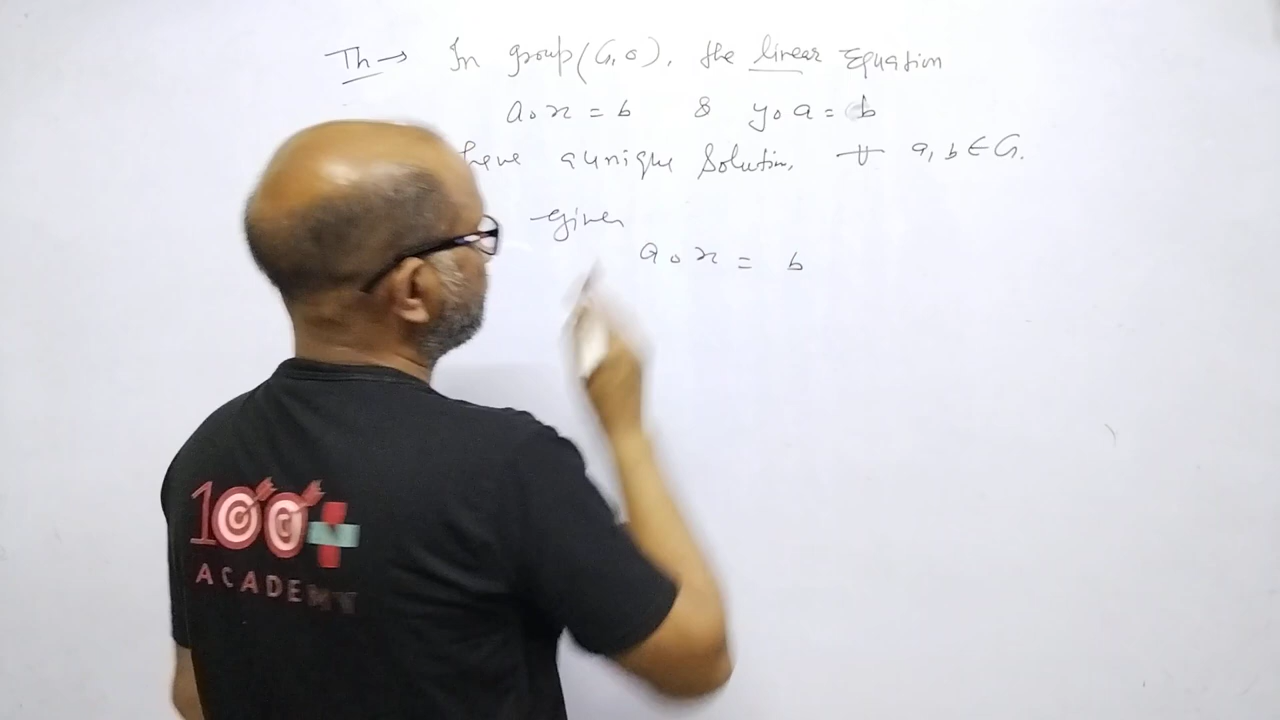 Th → In group (G, o), the linear Equation
a o x = b & y o a = b
have a unique Solution, ∀ a, b ∈ G.
given
a o x = b
100+
ACADEMY